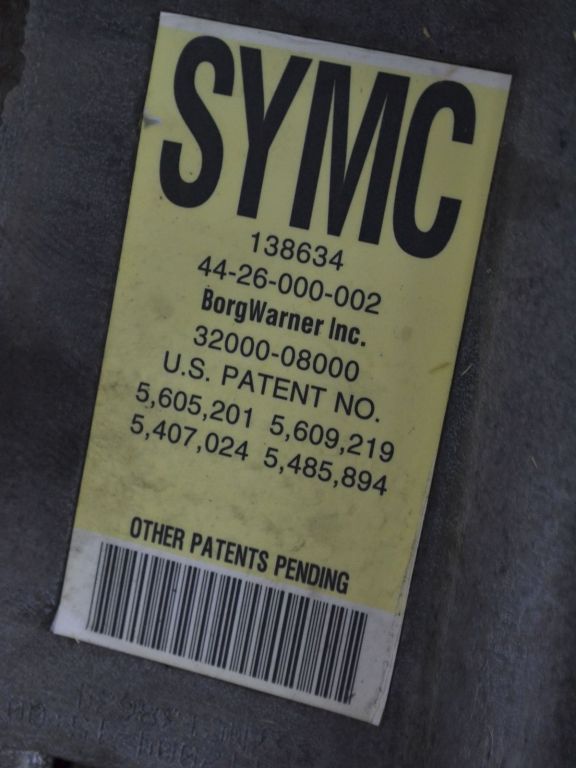 SYMC
138634
44-26-000-002
BorgWarner Inc.
32000-08000
U.S. PATENT NO.
5,605,201 5,609,219
5,407,024 5,485,894
OTHER PATENTS PENDING